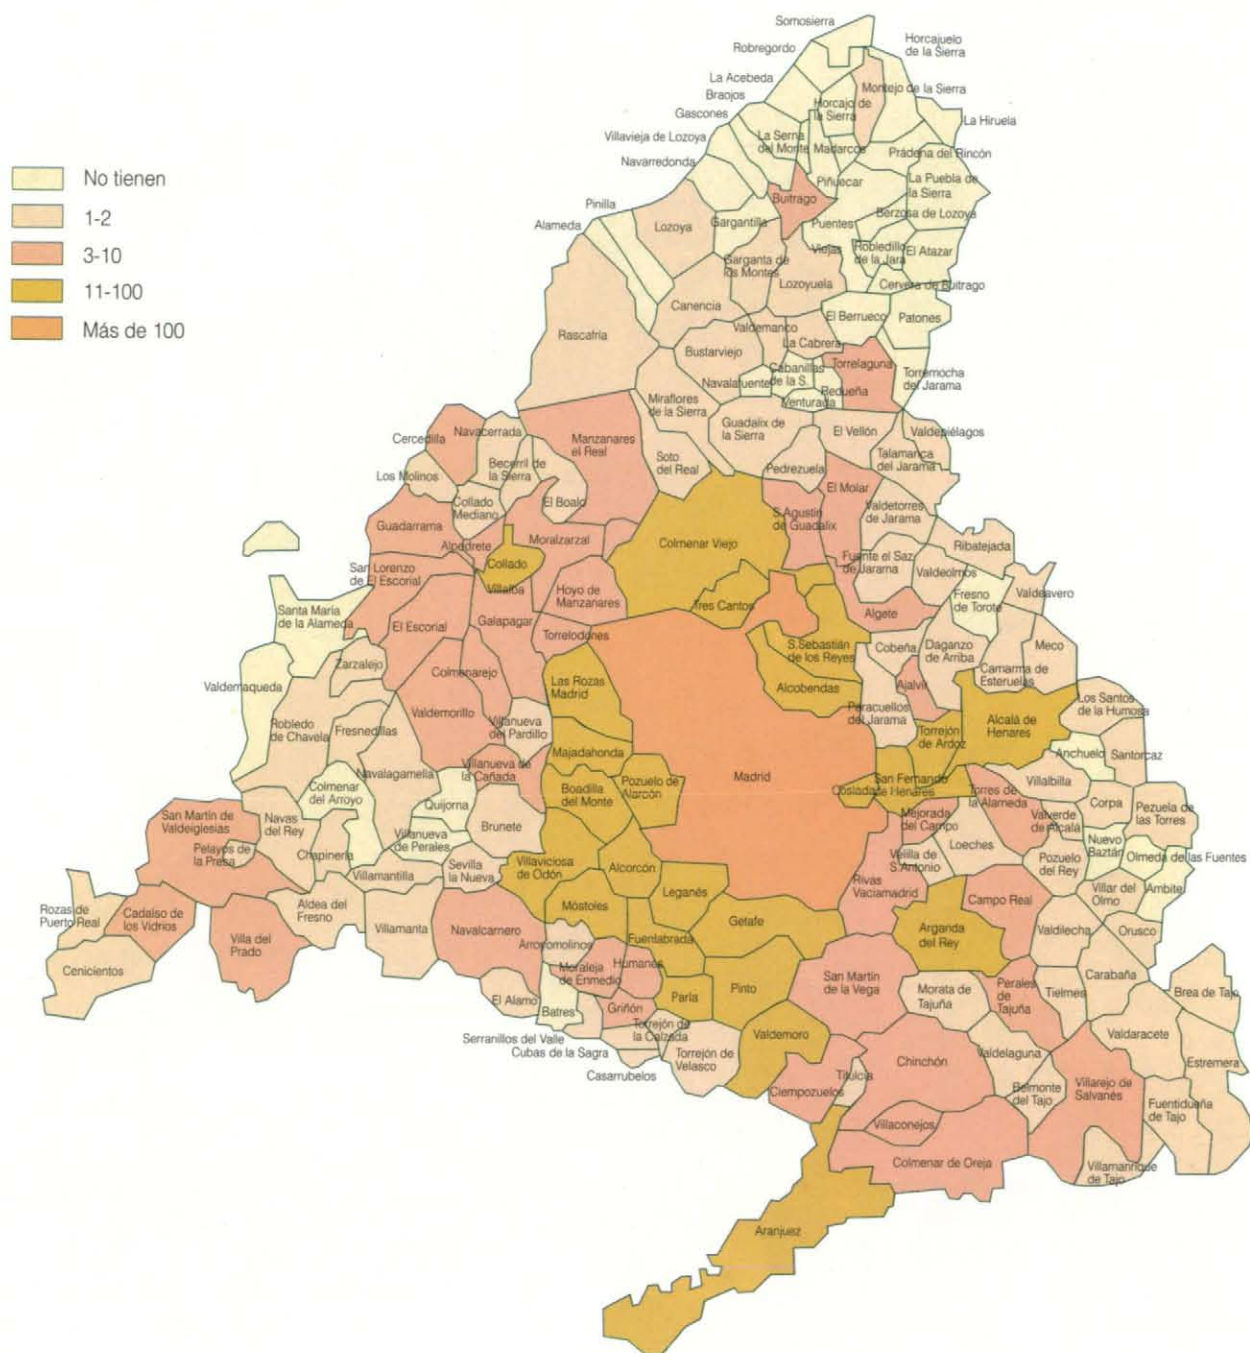 No tienen
1-2
3-10
11-100
Más de 100
Somosierra
Robregordo
Horcajuelo
de la Sierra
La Acebeda
Montejo de la Sierra
Braojos
Horcajo de
la Sierra
Gascones
La Hiruela
Villavieja de Lozoya
La Serna
del Monte
Madarcos
Navarredonda
Prádena del Rincón
Piñuecar
La Puebla de
la Sierra
Buitrago
Pinilla
Alameda
Lozoya
Gargantilla
Puentes
Viejas
Berzosa de Lozoya
Robledillo
de la Jara
El Atazar
Garganta de
los Montes
Lozoyuela
Cervera de Buitrago
Canencia
El Berrueco
Patones
Rascafría
Valdemanco
La Cabrera
Bustarviejo
Cabanillas
de la S.
Torrelaguna
Torremocha
del Jarama
Navalafuente
Redueña
Venturada
Miraflores
de la Sierra
Guadalix de
la Sierra
El Vellón
Valdepiélagos
Talamanca
del Jarama
Cercedilla
Navacerrada
Manzanares
el Real
Soto
del Real
Pedrezuela
Los Molinos
Becerril de
la Sierra
El Boalo
El Molar
Collado
Mediano
S. Agustín
de Guadalix
Valdetorres
de Jarama
Guadarrama
Alpedrete
Moralzarzal
Colmenar Viejo
Ribatejada
Collado
Villalba
Fuente el Saz
de Jarama
Valdeolmos
San Lorenzo
de El Escorial
Hoyo de
Manzanares
Tres Cantos
Fresno
de Torote
Valdeavero
Santa María
de la Alameda
El Escorial
Galapagar
Algete
Torrelodones
S. Sebastián
de los Reyes
Cobeña
Daganzo
de Arriba
Meco
Zarzalejo
Colmenarejo
Camarma de
Esteruelas
Valdemaqueda
Las Rozas
Madrid
Alcobendas
Ajalvir
Los Santos
de la Humosa
Robledo
de Chavela
Fresnedillas
Valdemorillo
Villanueva
del Pardillo
Paracuellos
del Jarama
Torrejón
de Ardoz
Alcalá de
Henares
Majadahonda
Anchuelo
Santorcaz
Navalagamella
Villanueva de
la Cañada
Madrid
San Fernando
de Henares
Coslada
Villalbilla
Colmenar
del Arroyo
Boadilla
del Monte
Pozuelo de
Alarcón
Torres de
la Alameda
Quijorna
Corpa
Pezuela de
las Torres
San Martín de
Valdeiglesias
Navas
del Rey
Brunete
Mejorada
del Campo
Valverde
de Alcalá
Villanueva
de Perales
Loeches
Nuevo
Baztán
Pelayos de
la Presa
Chapinería
Sevilla
la Nueva
Villaviciosa
de Odón
Alcorcón
Velilla de
S. Antonio
Pozuelo
del Rey
Olmeda de las Fuentes
Villamantilla
Leganés
Rivas
Vaciamadrid
Villar del
Olmo
Ambite
Rozas de
Puerto Real
Cadalso de
los Vidrios
Aldea del
Fresno
Móstoles
Getafe
Campo Real
Villa del
Prado
Villamanta
Navalcarnero
Arganda
del Rey
Valdilecha
Orusco
Arroyomolinos
Fuenlabrada
Cenicientos
Moraleja
de Enmedio
Humanes
San Martín
de la Vega
Carabaña
El Alamo
Parla
Pinto
Morata de
Tajuña
Perales
de
Tajuña
Tielmes
Brea de Tajo
Batres
Griñón
Serranillos del Valle
Torrejón de
la Calzada
Valdemoro
Valdaracete
Cubas de la Sagra
Torrejón de
Velasco
Chinchón
Valdelaguna
Estremera
Casarrubelos
Titulcia
Ciempozuelos
Belmonte
del Tajo
Villarejo de
Salvanés
Fuentidueña
de Tajo
Villaconejos
Colmenar de Oreja
Villamanrique
de Tajo
Aranjuez